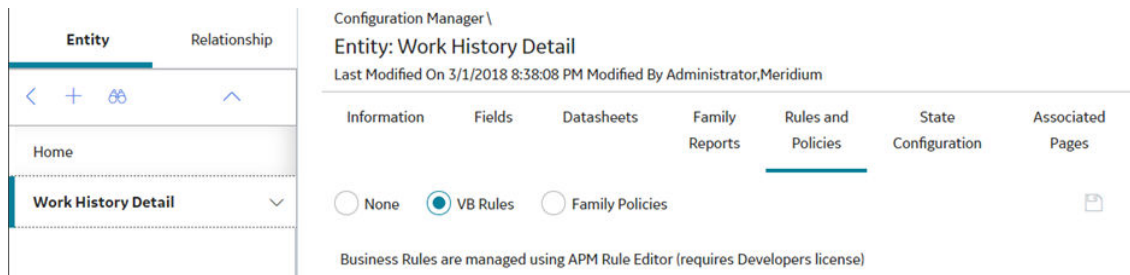 Entity Relationship
Home
Work History Detail
Configuration Manager\
Entity: Work History Detail
Last Modified On 3/1/2018 8:38:08 PM Modified By Administrator,Meridium
Information Fields Datasheets Family Reports Rules and Policies State Configuration Associated Pages
None VB Rules Family Policies
Business Rules are managed using APM Rule Editor (requires Developers license)